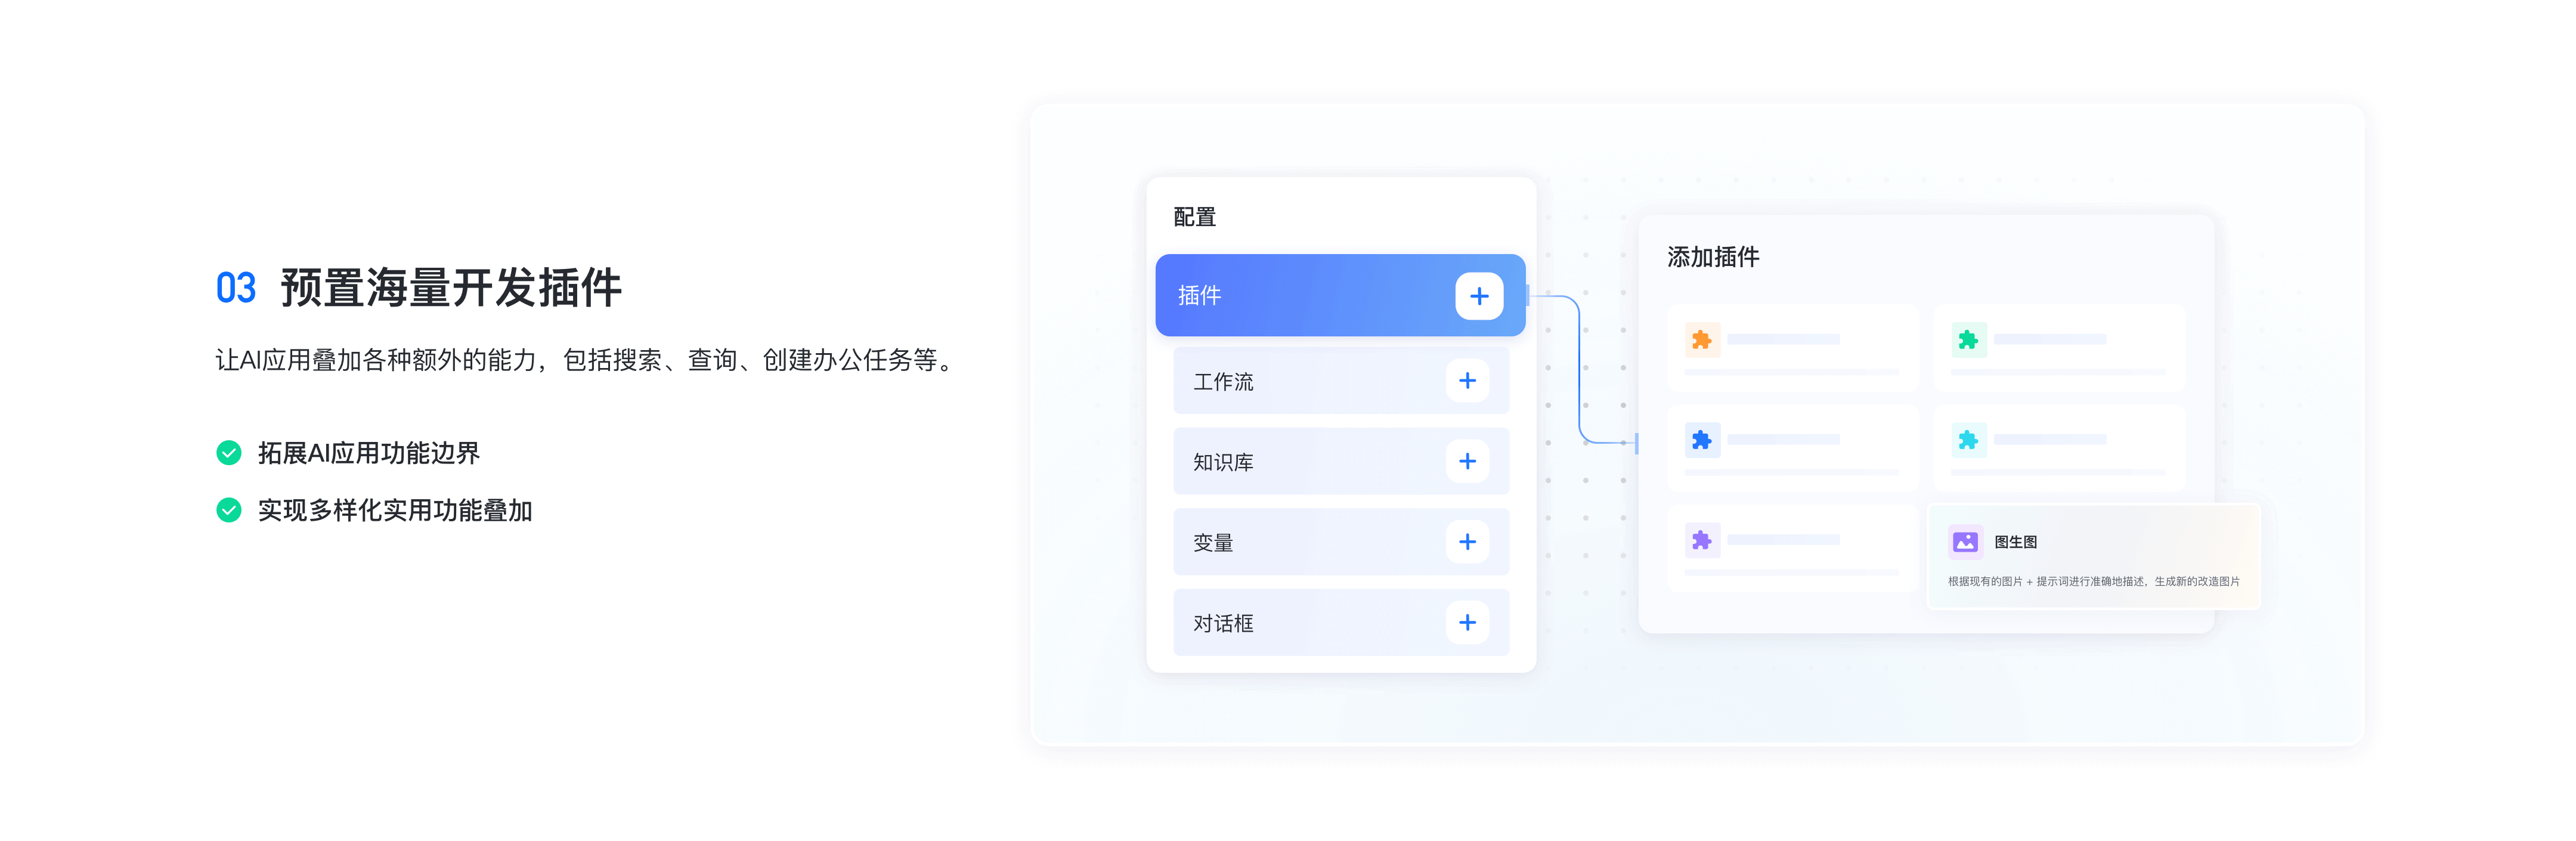 03 预置海量开发插件
让AI应用叠加各种额外的能力，包括搜索、查询、创建办公任务等。
拓展AI应用功能边界
实现多样化实用功能叠加
配置
插件
工作流
知识库
变量
对话框
添加插件
图生图
根据现有的图片 + 提示词进行准确地描述，生成新的改造图片